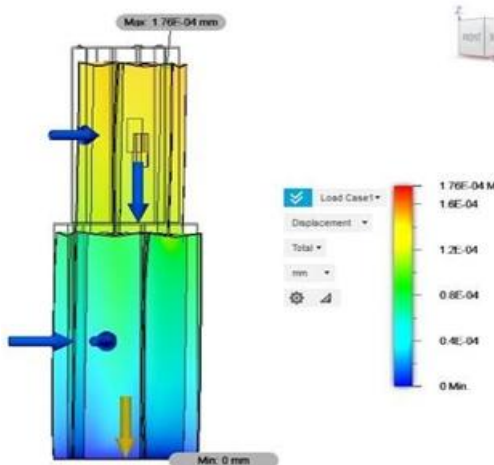 Max: 1.76E-04 mm
Load Case1
Displacement
Total
mm
1.76E-04 M
1.6E-04
1.2E-04
0.8E-04
0.4E-04
0 Min.
Min: 0 mm